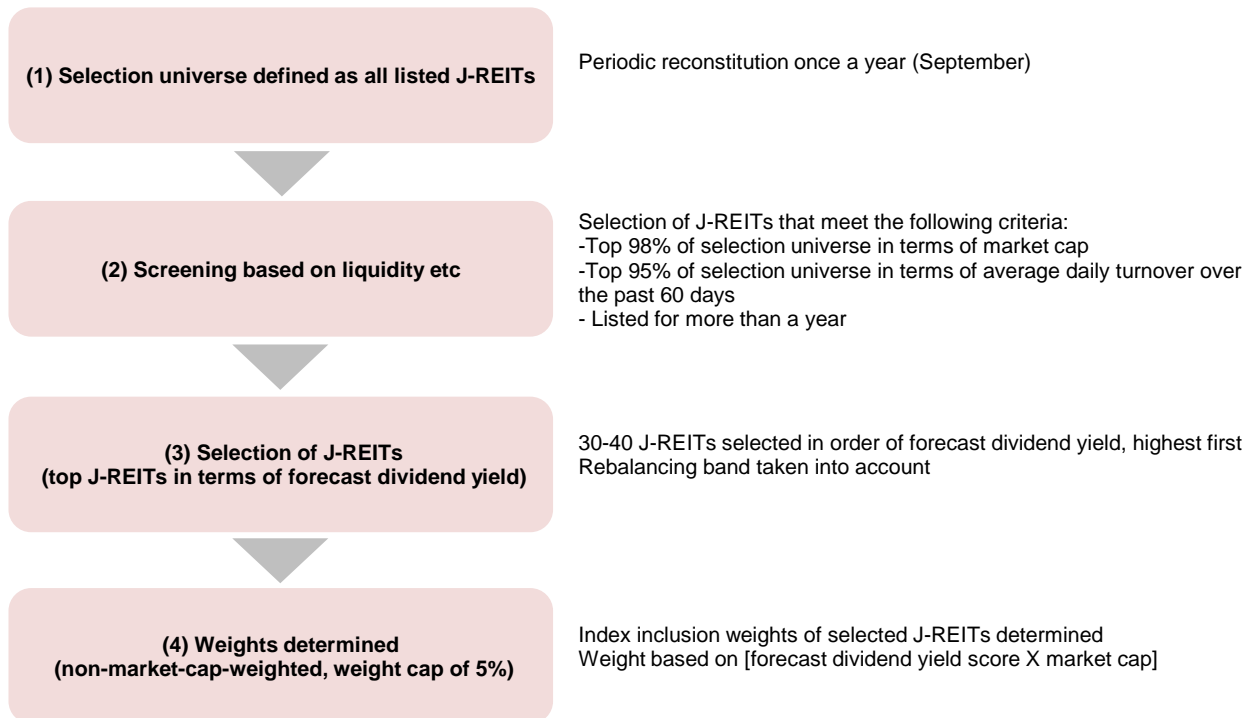 (1) Selection universe defined as all listed J-REITs
Periodic reconstitution once a year (September)
(2) Screening based on liquidity etc
Selection of J-REITs that meet the following criteria:
-Top 98% of selection universe in terms of market cap
-Top 95% of selection universe in terms of average daily turnover over
the past 60 days
- Listed for more than a year
(3) Selection of J-REITs
(top J-REITs in terms of forecast dividend yield)
30-40 J-REITs selected in order of forecast dividend yield, highest first
Rebalancing band taken into account
(4) Weights determined
(non-market-cap-weighted, weight cap of 5%)
Index inclusion weights of selected J-REITs determined
Weight based on [forecast dividend yield score X market cap]